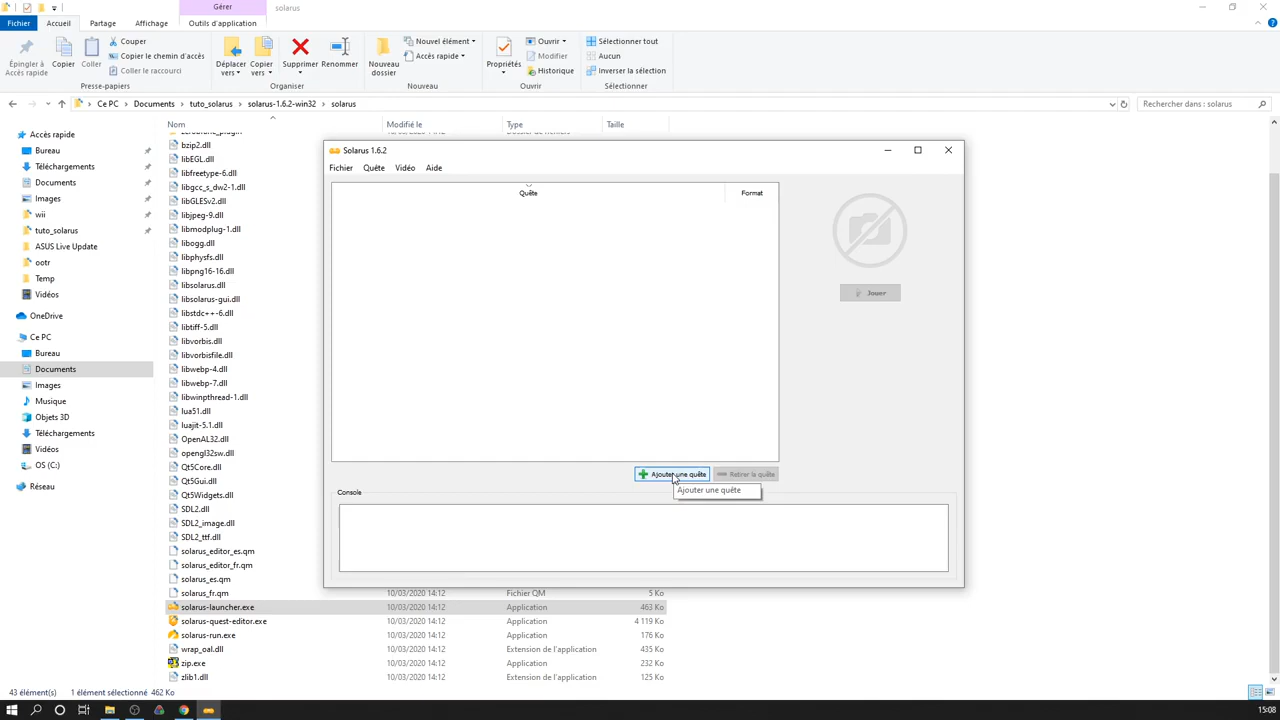 Gérer
solarus
Fichier
Accueil
Partage
Affichage
Outils d'application
Épingler à Accès rapide
Copier
Coller
Couper
Copier le chemin d'accès
Coller le raccourci
Déplacer vers
Copier vers
Supprimer
Renommer
Nouveau dossier
Nouvel élément
Accès rapide
Propriétés
Ouvrir
Modifier
Historique
Sélectionner tout
Aucun
Inverser la sélection
Presse-papiers
Organiser
Nouveau
Ouvrir
Sélectionner
Ce PC
Documents
tuto_solarus
solarus-1.6.2-win32
solarus
Rechercher dans : solarus
Accès rapide
Bureau
Téléchargements
Documents
Images
wii
tuto_solarus
ASUS Live Update
ootr
Temp
Vidéos
OneDrive
Ce PC
Bureau
Documents
Images
Musique
Objets 3D
Téléchargements
Vidéos
OS (C:)
Réseau
Nom
Modifié le
Type
Taille
bzip2.dll
libEGL.dll
libfreetype-6.dll
libgcc_s_dw2-1.dll
libGLESv2.dll
libjpeg-9.dll
libmodplug-1.dll
libogg.dll
libphysfs.dll
libpng16-16.dll
libsolarus.dll
libsolarus-gui.dll
libstdc++-6.dll
libtiff-5.dll
libvorbis.dll
libvorbisfile.dll
libwebp-4.dll
libwebp-7.dll
libwinpthread-1.dll
lua51.dll
luajit-5.1.dll
OpenAL32.dll
opengl32sw.dll
Qt5Core.dll
Qt5Gui.dll
Qt5Widgets.dll
SDL2.dll
SDL2_image.dll
SDL2_ttf.dll
solarus_editor_es.qm
solarus_editor_fr.qm
solarus_es.qm
solarus_fr.qm 10/03/2020 14:12 Fichier QM 5 Ko
solarus-launcher.exe 10/03/2020 14:12 Application 463 Ko
solarus-quest-editor.exe 10/03/2020 14:12 Application 4 119 Ko
solarus-run.exe 10/03/2020 14:12 Application 176 Ko
wrap_oal.dll 10/03/2020 14:12 Extension de l'application 435 Ko
zip.exe 10/03/2020 14:12 Application 232 Ko
zlib1.dll 10/03/2020 14:12 Extension de l'application 125 Ko
Solarus 1.6.2
Fichier Quête Vidéo Aide
Quête
Format
Jouer
Ajouter une quête
Retirer la quête
Ajouter une quête
Console
43 élément(s) 1 élément sélectionné 462 Ko
15:08